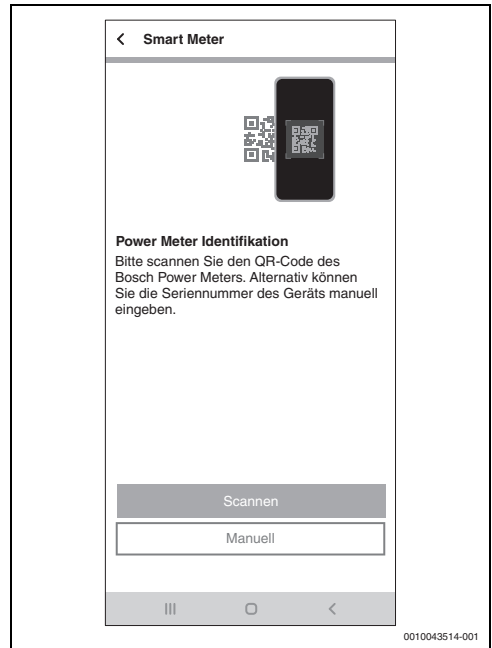 Smart Meter
Power Meter Identifikation
Bitte scannen Sie den QR-Code des
Bosch Power Meters. Alternativ können
Sie die Seriennummer des Geräts manuell
eingeben.
Scannen
Manuell
0010043514-001